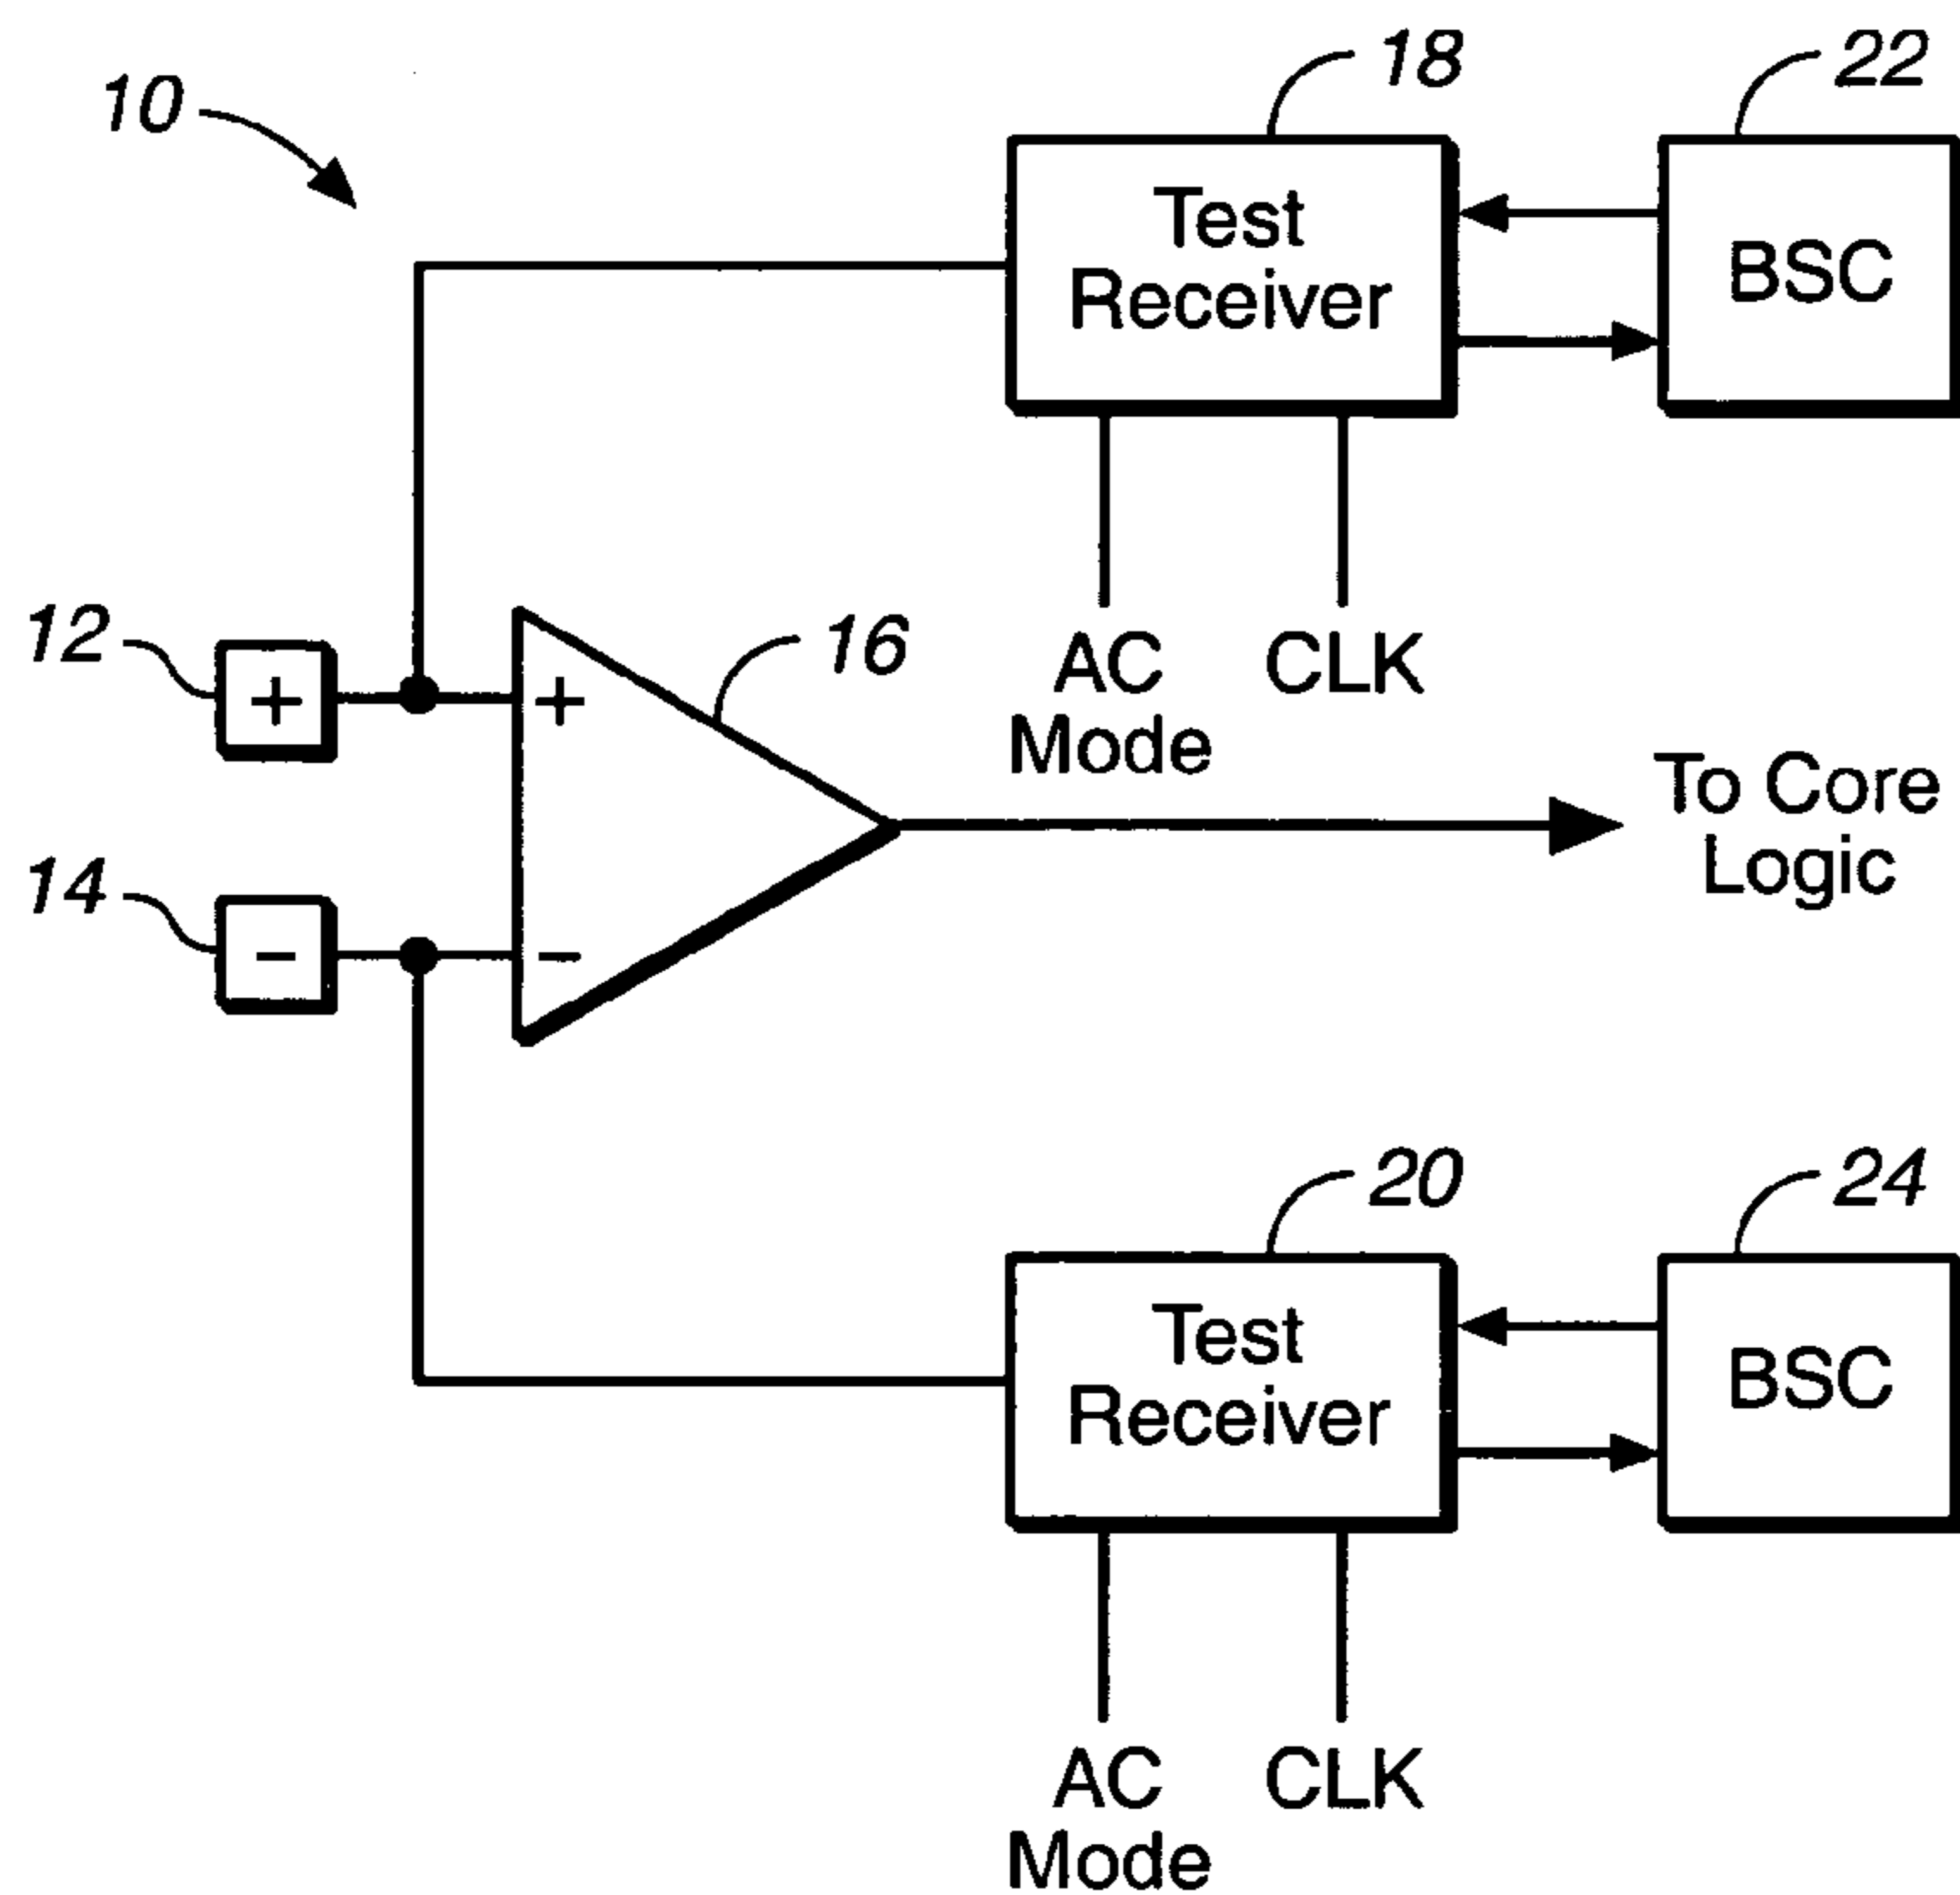 10
18
22
Test
Receiver
BSC
12
+
+
16
AC
Mode
CLK
To Core
Logic
14
-
-
20
24
Test
Receiver
BSC
AC
Mode
CLK